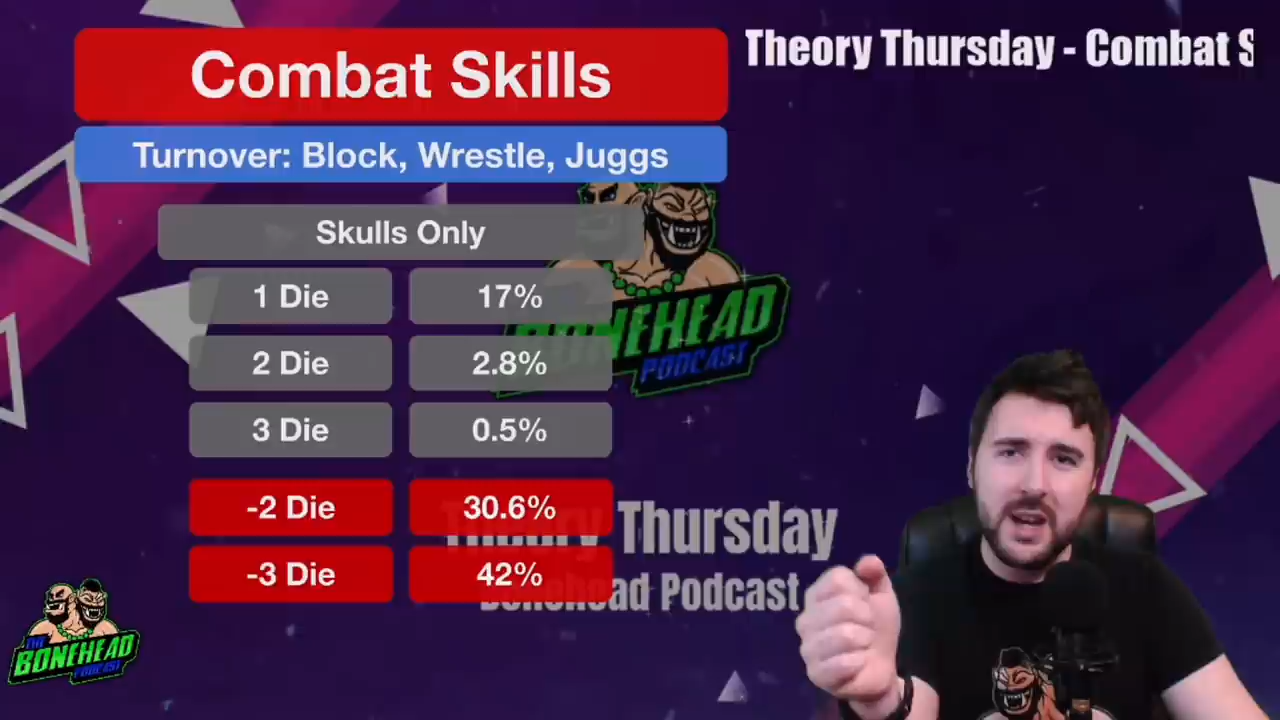 Combat Skills
Theory Thursday - Combat S
Turnover: Block, Wrestle, Juggs
Skulls Only
1 Die 17%
2 Die 2.8%
3 Die 0.5%
-2 Die 30.6%
-3 Die 42%
BONEHEAD
PODCAST
Theory Thursday
Bonehead Podcast
THE
BONEHEAD
PODCAST